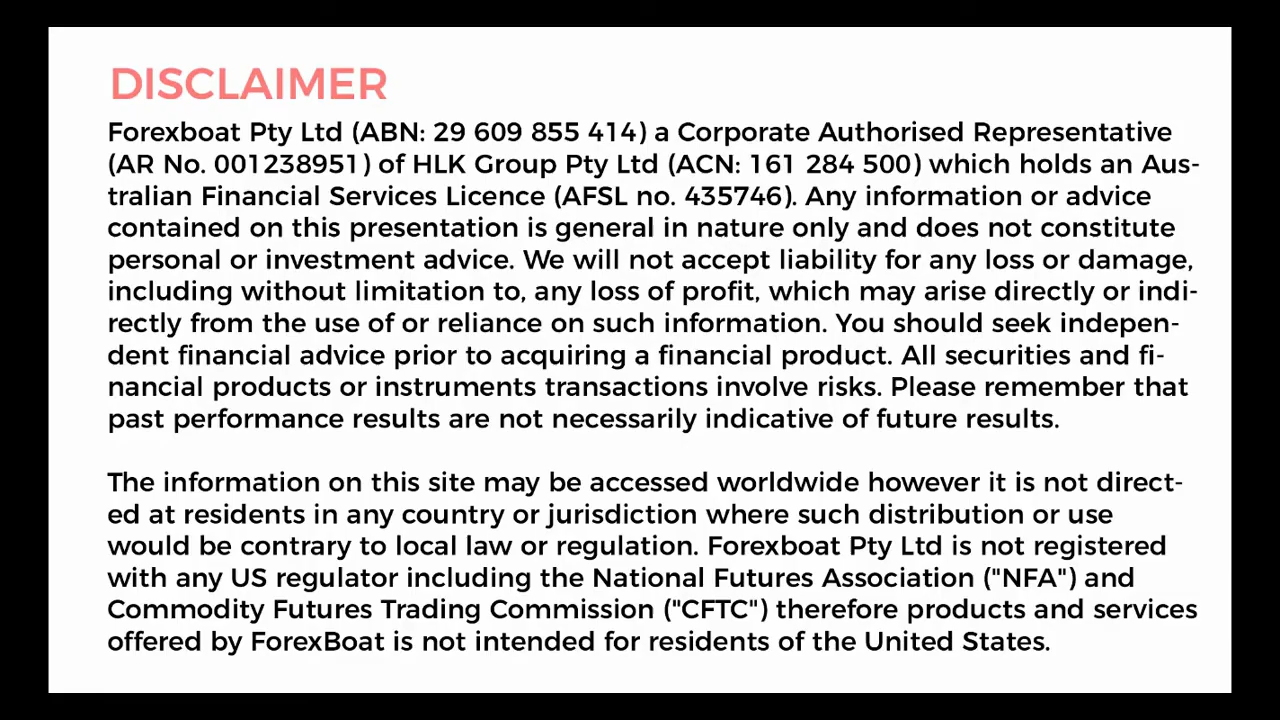 DISCLAIMER
Forexboat Pty Ltd (ABN: 29 609 855 414) a Corporate Authorised Representative
(AR No. 001238951) of HLK Group Pty Ltd (ACN: 161 284 500) which holds an Aus-
tralian Financial Services Licence (AFSL no. 435746). Any information or advice
contained on this presentation is general in nature only and does not constitute
personal or investment advice. We will not accept liability for any loss or damage,
including without limitation to, any loss of profit, which may arise directly or indi-
rectly from the use of or reliance on such information. You should seek indepen-
dent financial advice prior to acquiring a financial product. All securities and fi-
nancial products or instruments transactions involve risks. Please remember that
past performance results are not necessarily indicative of future results.
The information on this site may be accessed worldwide however it is not direct-
ed at residents in any country or jurisdiction where such distribution or use
would be contrary to local law or regulation. Forexboat Pty Ltd is not registered
with any US regulator including the National Futures Association ("NFA") and
Commodity Futures Trading Commission ("CFTC") therefore products and services
offered by ForexBoat is not intended for residents of the United States.